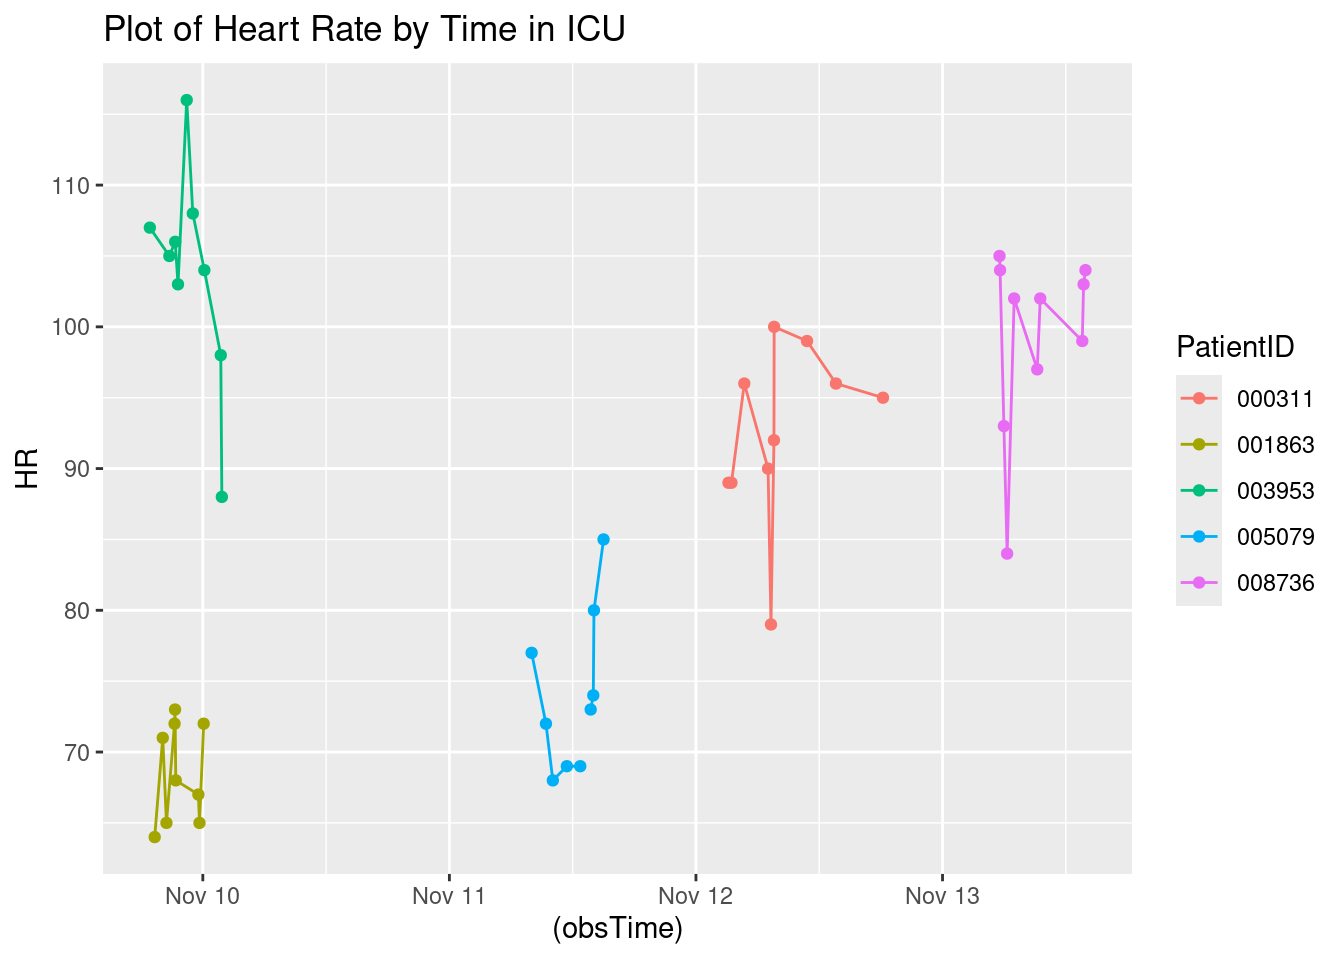 Plot of Heart Rate by Time in ICU
110
100
90
80
70
HR
Nov 10
Nov 11
Nov 12
Nov 13
(obsTime)
PatientID
000311
001863
003953
005079
008736